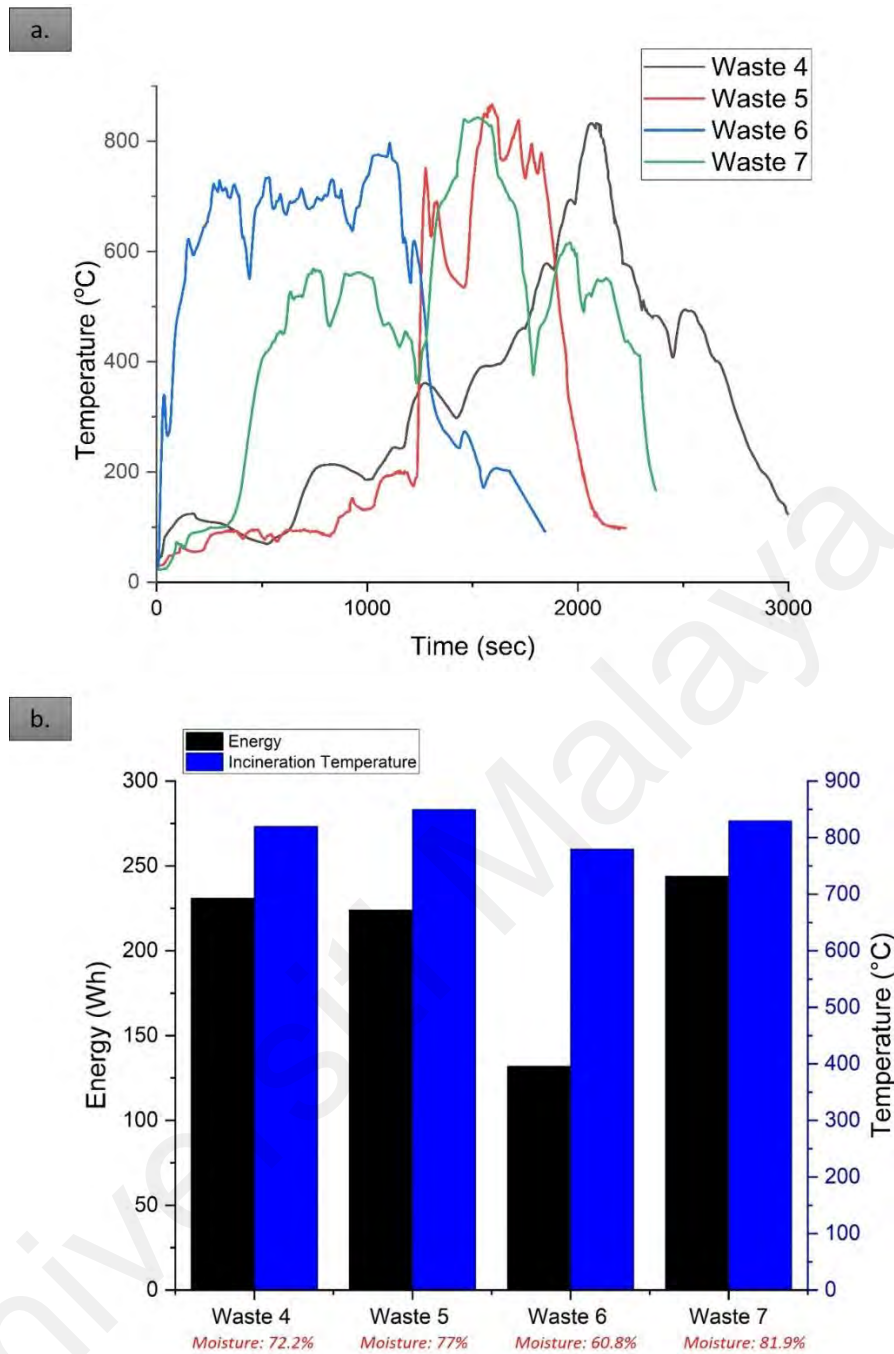 a.
Waste 4
Waste 5
Waste 6
Waste 7
800
600
400
200
0
Temperature (°C)
0 1000 2000 3000
Time (sec)
b.
Energy
Incineration Temperature
300 900
800
250
700
200 600
500
150
400
100 300
200
50
100
0 0
Energy (Wh)
Temperature (°C)
Waste 4 Waste 5 Waste 6 Waste 7
Moisture: 72.2% Moisture: 77% Moisture: 60.8% Moisture: 81.9%
Universiti Malaya